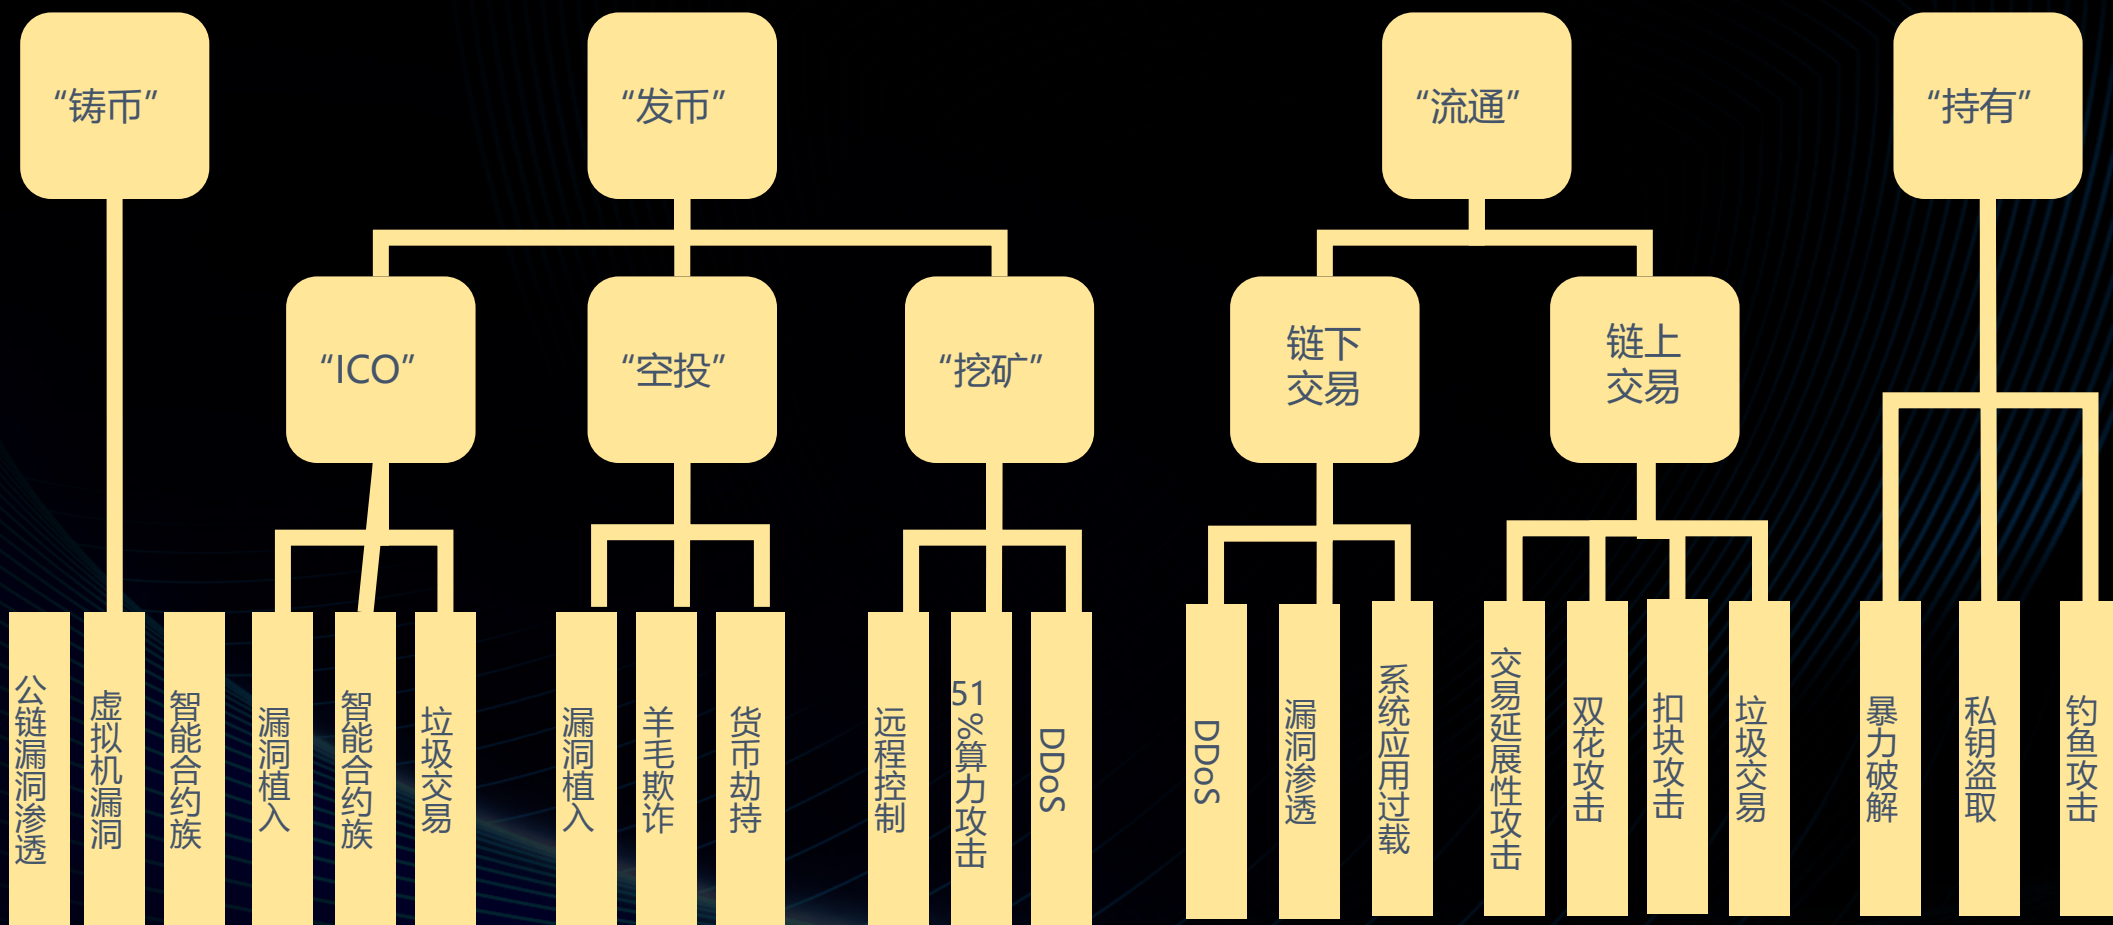 “铸币”
“发币”
“流通”
“持有”
“ICO”
“空投”
“挖矿”
链下
交易
链上
交易
公链漏洞渗透
虚拟机漏洞
智能合约族
漏洞植入
智能合约族
垃圾交易
漏洞植入
羊毛欺诈
货币劫持
远程控制
51%算力攻击
DDoS
DDoS
漏洞渗透
系统应用过载
交易延展性攻击
双花攻击
扣块攻击
垃圾交易
暴力破解
私钥盗取
钓鱼攻击